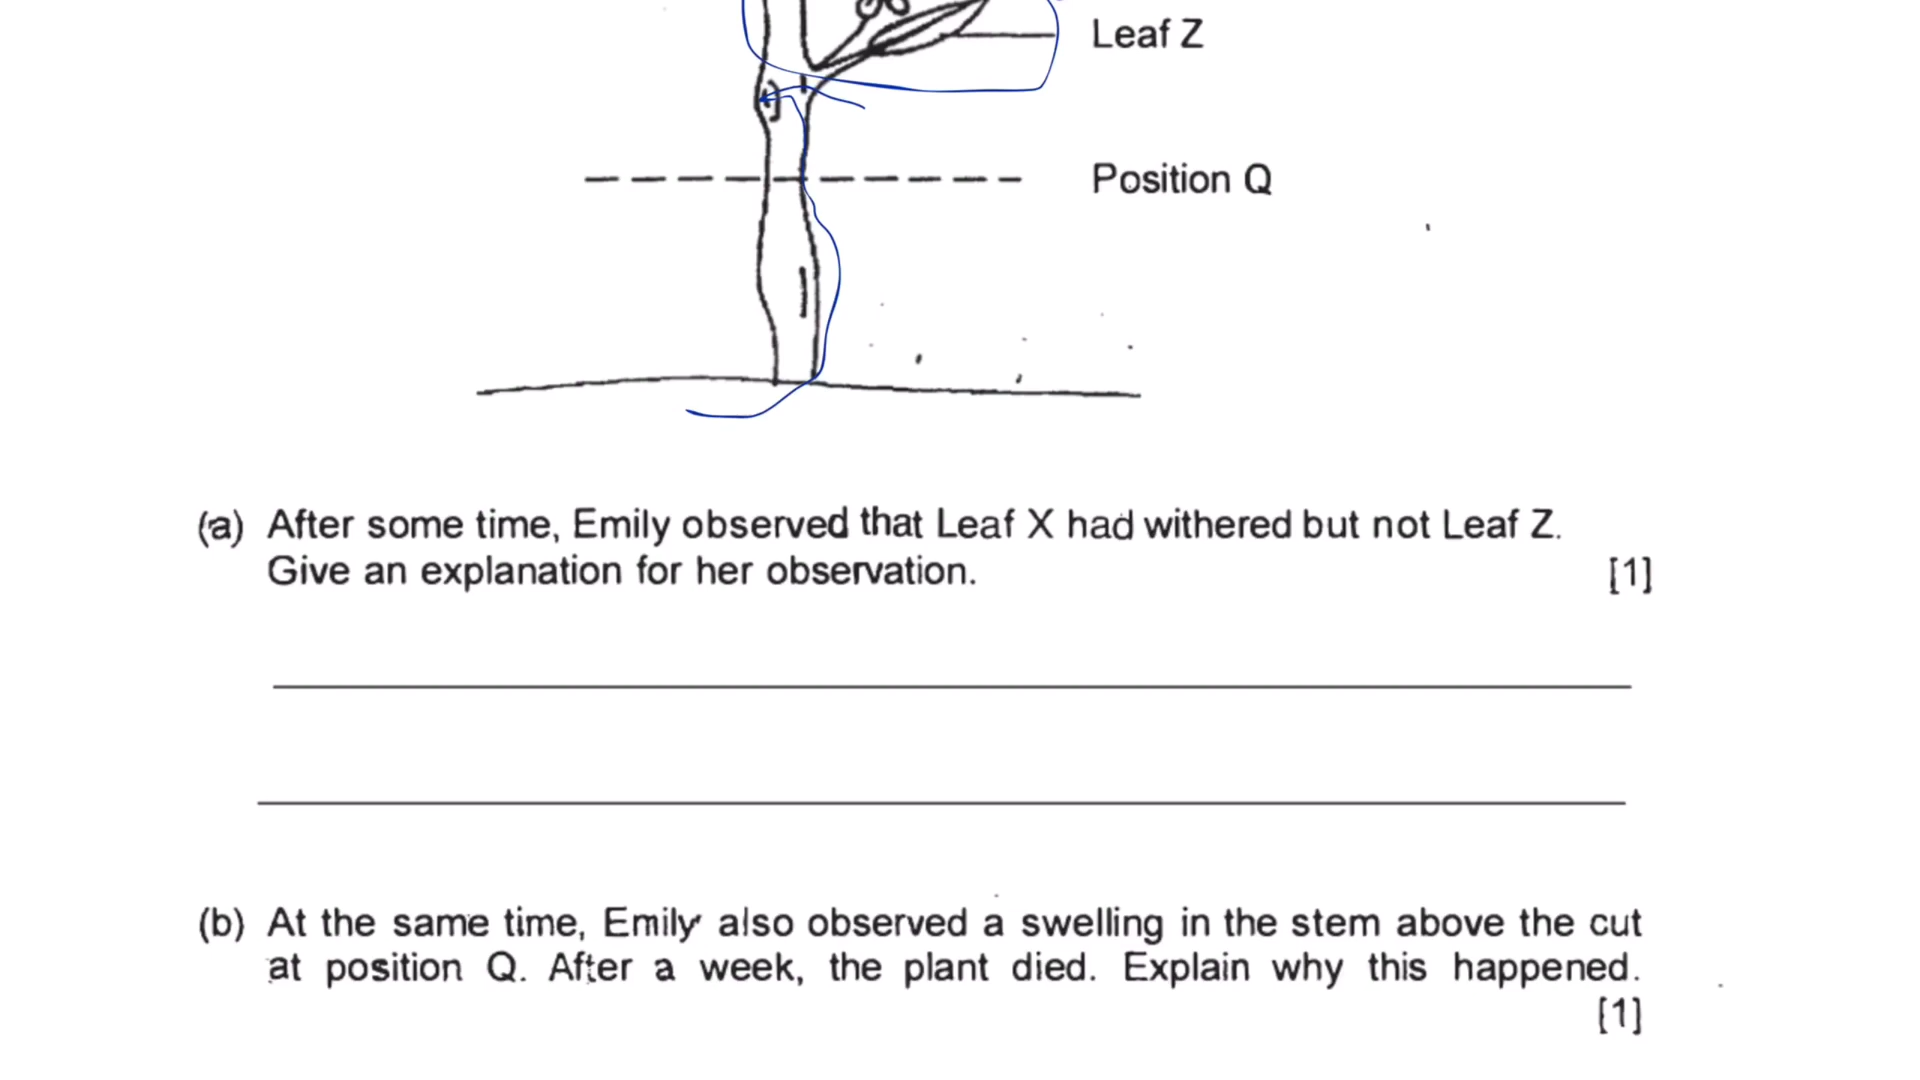 Leaf Z
Position Q
(a) After some time, Emily observed that Leaf X had withered but not Leaf Z.
Give an explanation for her observation.
[1]
(b) At the same time, Emily also observed a swelling in the stem above the cut
at position Q. After a week, the plant died. Explain why this happened.
[1]